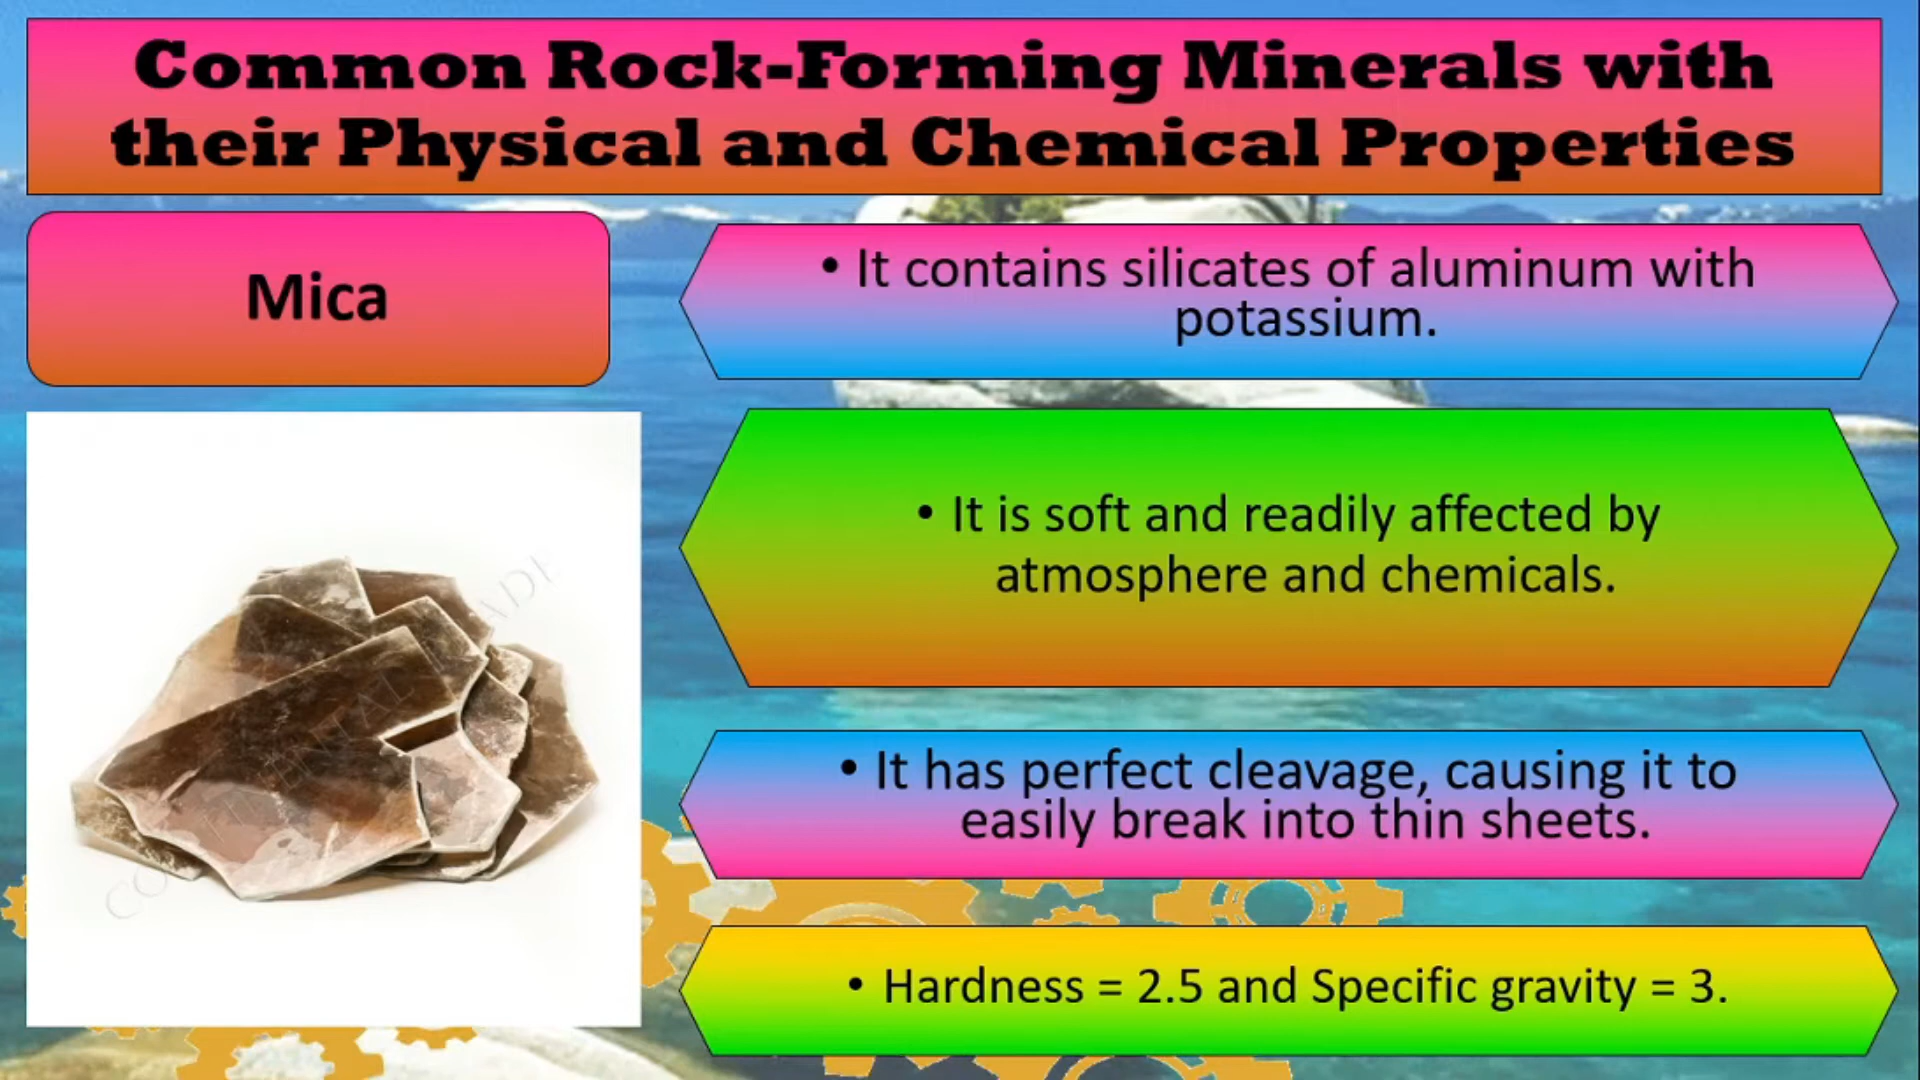 Common Rock-Forming Minerals with
their Physical and Chemical Properties
Mica
• It contains silicates of aluminum with
potassium.
• It is soft and readily affected by
atmosphere and chemicals.
• It has perfect cleavage, causing it to
easily break into thin sheets.
• Hardness = 2.5 and Specific gravity = 3.